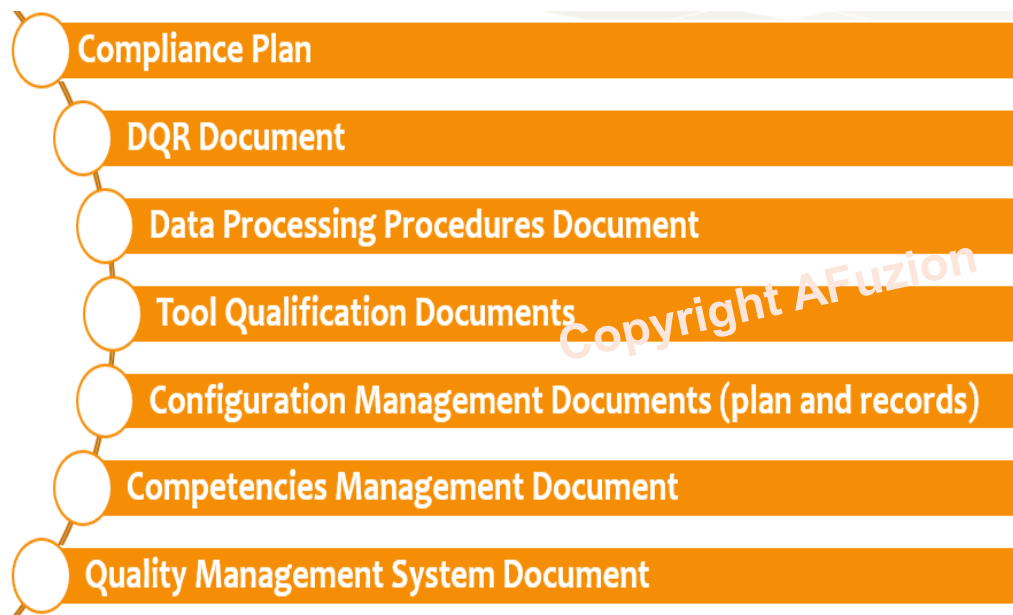 Compliance Plan
DQR Document
Data Processing Procedures Document
Tool Qualification Documents
Copyright AFuzion
Configuration Management Documents (plan and records)
Competencies Management Document
Quality Management System Document